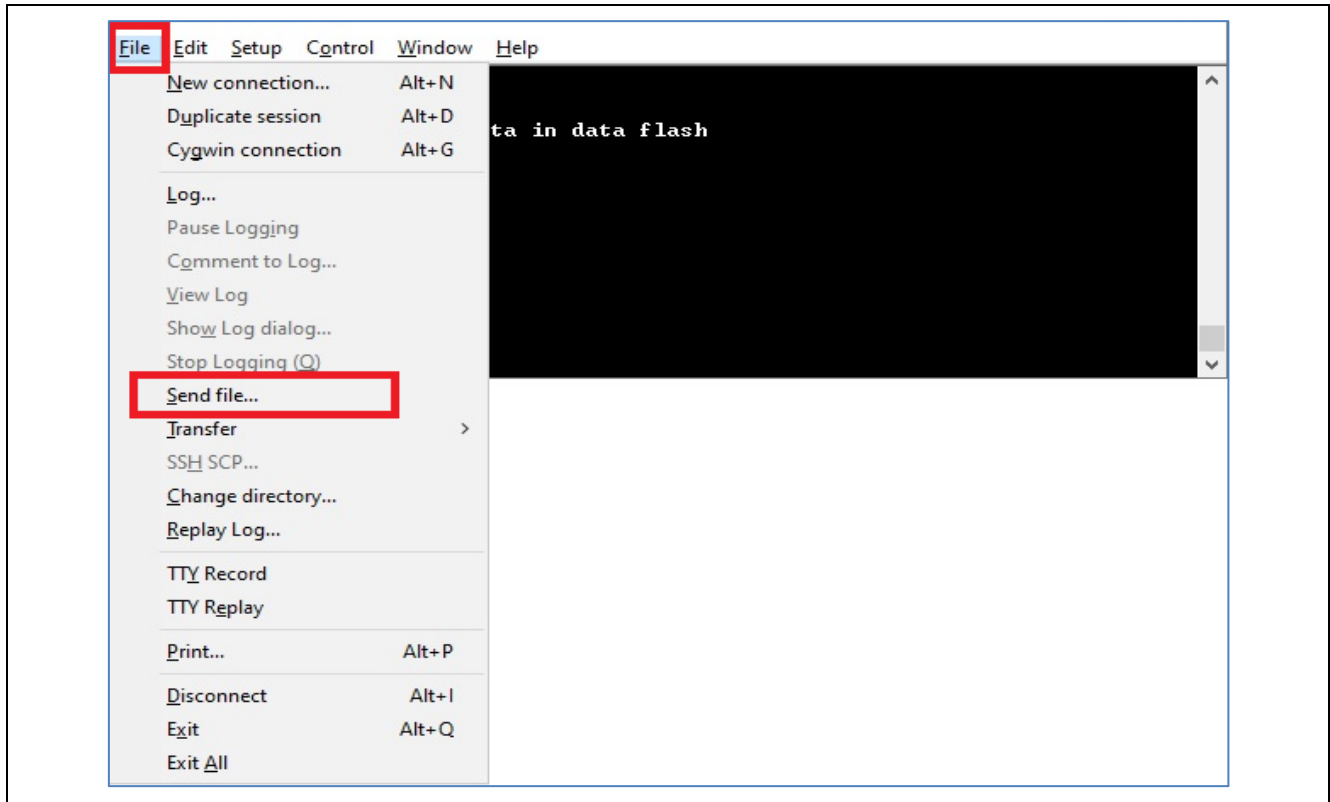 File Edit Setup Control Window Help
New connection... Alt+N
Duplicate session Alt+D
ta in data flash
Cygwin connection Alt+G
Log...
Pause Logging
Comment to Log...
View Log
Show Log dialog...
Stop Logging (Q)
Send file...
Transfer >
SSH SCP...
Change directory...
Replay Log...
TTY Record
TTY Replay
Print... Alt+P
Disconnect Alt+I
Exit Alt+Q
Exit All